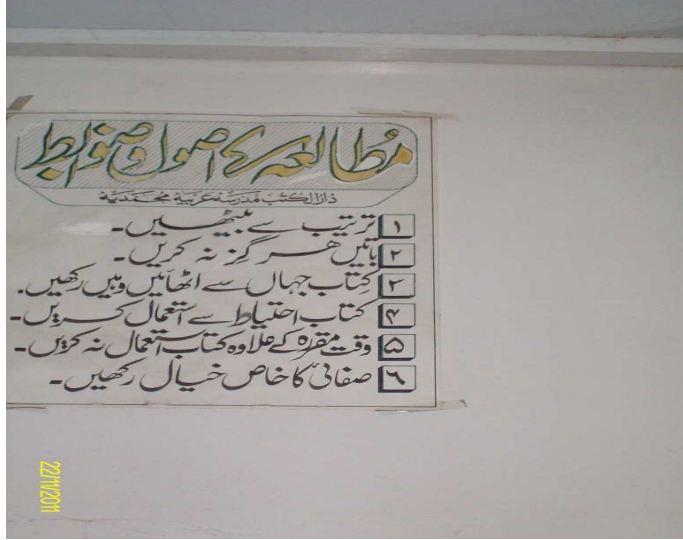 مُطالعہ کے اصول و ضوابط
دارالکتب مدرسہ عربیہ محمدیہ
۱ ترتیب سے بیٹھیں۔
۲ باتیں ہرگز نہ کریں۔
۳ کتاب جہاں سے اٹھائیں وہیں رکھیں۔
۴ کتاب احتیاط سے استعمال کریں۔
۵ وقت مقررہ کے علاوہ کتاب استعمال نہ کریں۔
۶ صفائی کا خاص خیال رکھیں۔
22/11/2011